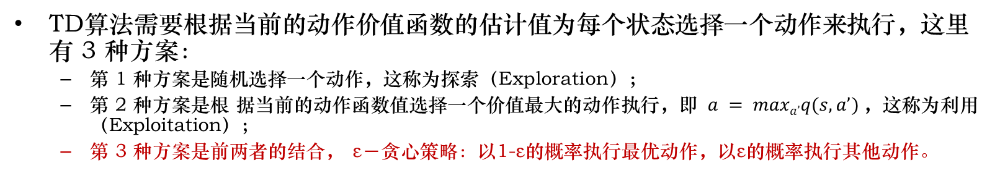 • TD算法需要根据当前的动作价值函数的估计值为每个状态选择一个动作来执行，这里
有 3 种方案：
– 第 1 种方案是随机选择一个动作，这称为探索（Exploration）；
– 第 2 种方案是根 据当前的动作函数值选择一个价值最大的动作执行，即 a = maxₐ’q(s,a’)，这称为利用
（Exploitation）；
– 第 3 种方案是前两者的结合， ε－贪心策略：以1-ε的概率执行最优动作，以ε的概率执行其他动作。